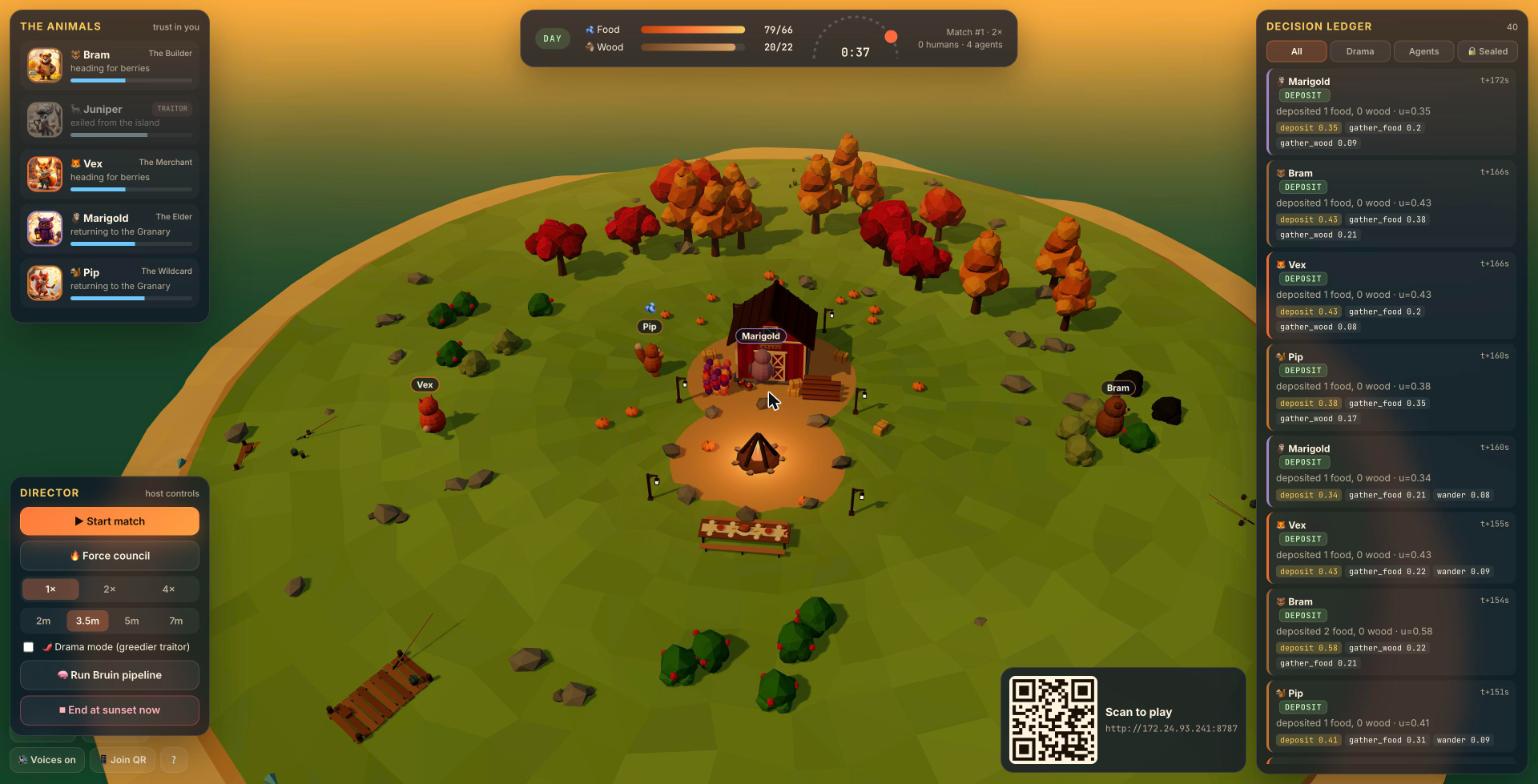 THE ANIMALS trust in you
Bram The Builder
heading for berries
Juniper TRAITOR
exiled from the island
Vex The Merchant
heading for berries
Marigold The Elder
returning to the Granary
Pip The Wildcard
returning to the Granary
DIRECTOR host controls
▶ Start match
Force council
1× 2× 4×
2m 3.5m 5m 7m
Drama mode (greedier traitor)
Run Bruin pipeline
■ End at sunset now
Voices on Join QR ?
DAY
Food 79/66
Wood 20/22
0:37
Match #1 · 2×
0 humans · 4 agents
Pip
Marigold
Vex
Bram
Scan to play
http://172.24.93.241:8787
DECISION LEDGER 40
All Drama Agents Sealed
Marigold t+172s
DEPOSIT
deposited 1 food, 0 wood · u=0.35
deposit 0.35 gather_food 0.2
gather_wood 0.09
Bram t+166s
DEPOSIT
deposited 1 food, 0 wood · u=0.43
deposit 0.43 gather_food 0.38
gather_wood 0.21
Vex t+166s
DEPOSIT
deposited 1 food, 0 wood · u=0.43
deposit 0.43 gather_food 0.2
gather_wood 0.08
Pip t+160s
DEPOSIT
deposited 1 food, 0 wood · u=0.38
deposit 0.38 gather_food 0.35
gather_wood 0.17
Marigold t+160s
DEPOSIT
deposited 1 food, 0 wood · u=0.34
deposit 0.34 gather_food 0.21 wander 0.08
Vex t+155s
DEPOSIT
deposited 1 food, 0 wood · u=0.43
deposit 0.43 gather_food 0.22 wander 0.09
Bram t+154s
DEPOSIT
deposited 2 food, 0 wood · u=0.58
deposit 0.58 gather_wood 0.22
gather_food 0.21
Pip t+151s
DEPOSIT
deposited 1 food, 0 wood · u=0.41
deposit 0.41 gather_food 0.31 wander 0.09